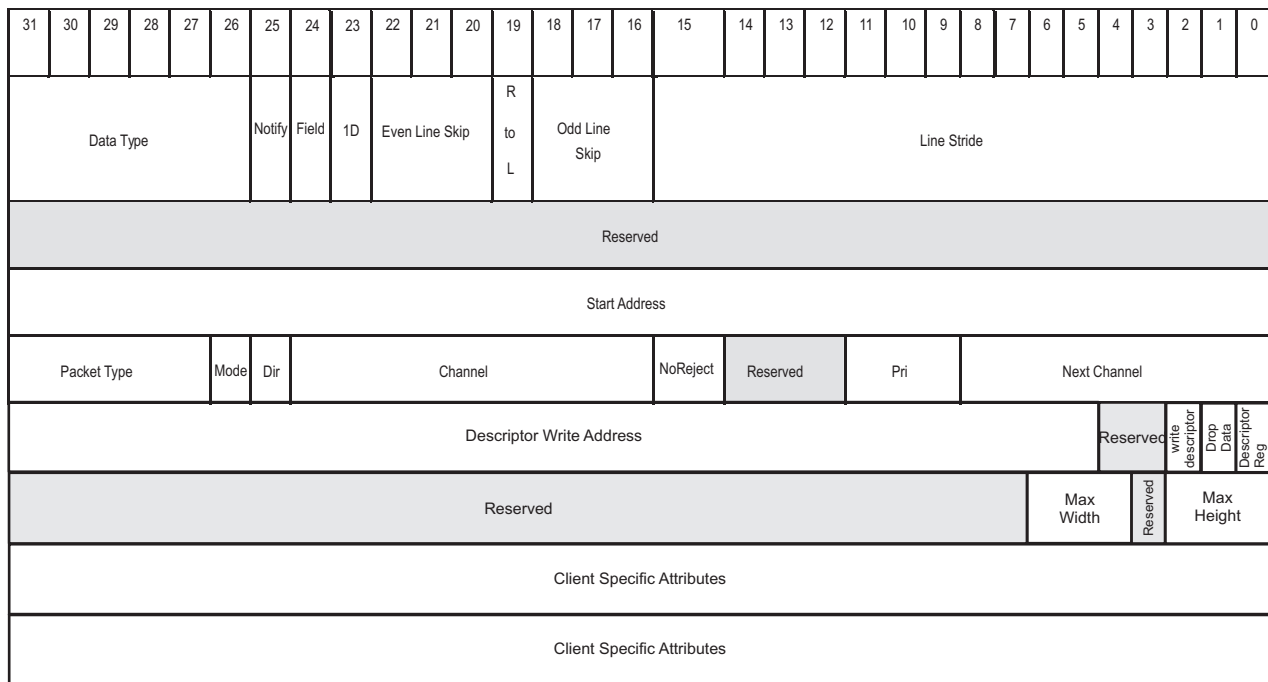 31 30 29 28 27 26 25 24 23 22 21 20 19 18 17 16 15 14 13 12 11 10 9 8 7 6 5 4 3 2 1 0
Data Type
Notify
Field
1D
Even Line Skip
R
to
L
Odd Line
Skip
Line Stride
Reserved
Start Address
Packet Type
Mode
Dir
Channel
NoReject
Reserved
Pri
Next Channel
Descriptor Write Address
Reserved
write
descriptor
Drop
Data
Descriptor
Reg
Reserved
Max
Width
Reserved
Max
Height
Client Specific Attributes
Client Specific Attributes